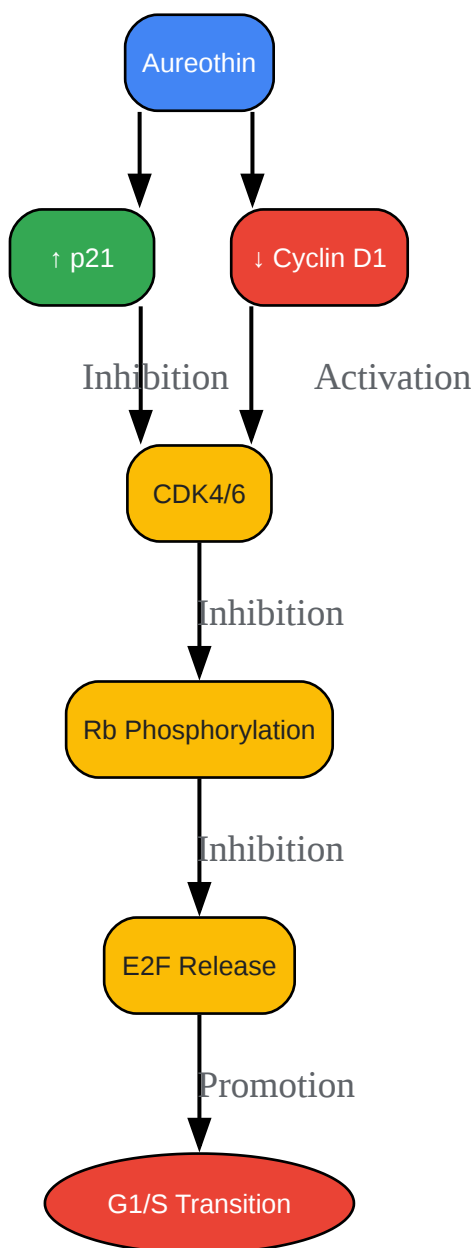 Aureothin
↑ p21
↓ Cyclin D1
Inhibition
Activation
CDK4/6
Inhibition
Rb Phosphorylation
Inhibition
E2F Release
Promotion
G1/S Transition